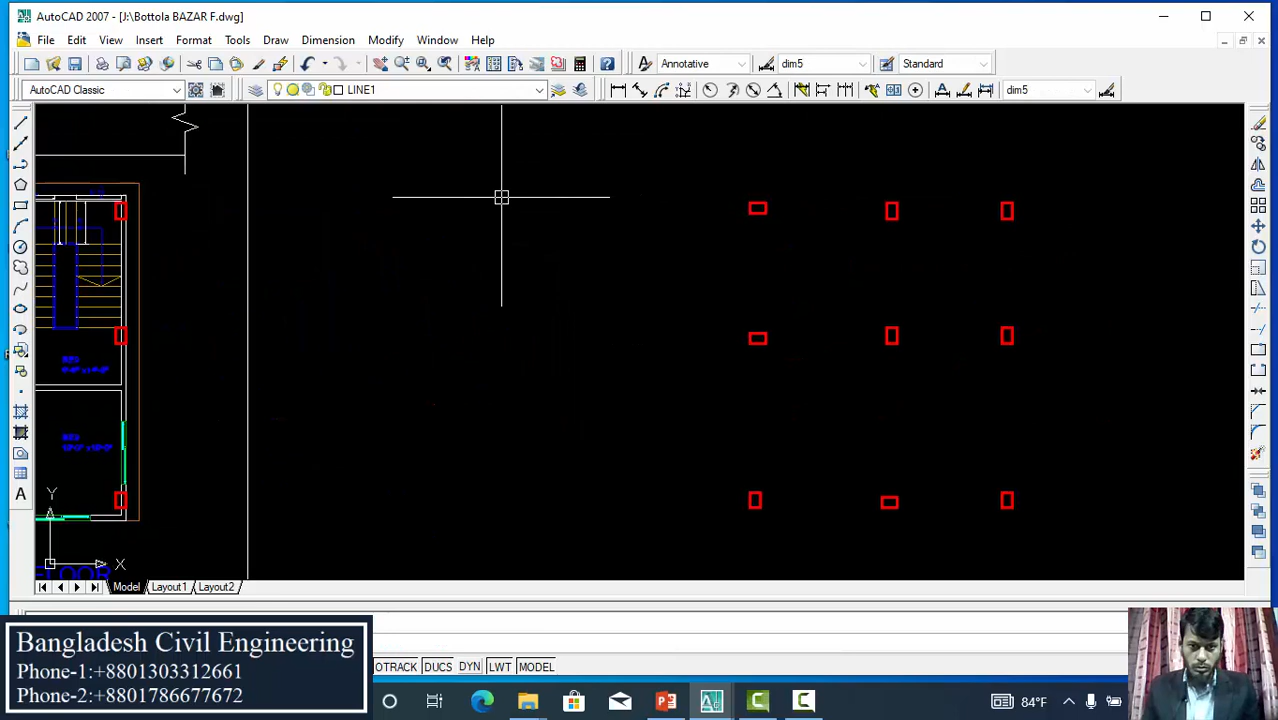 AutoCAD 2007 - [J:\Bottola BAZAR F.dwg]
File Edit View Insert Format Tools Draw Dimension Modify Window Help
Annotative dim5 Standard
AutoCAD Classic LINE1 dim5
Y
X
FLOOR
Model Layout1 Layout2
OTRACK DUCS DYN LWT MODEL
Bangladesh Civil Engineering
Phone-1:+8801303312661
Phone-2:+8801786677672
84°F